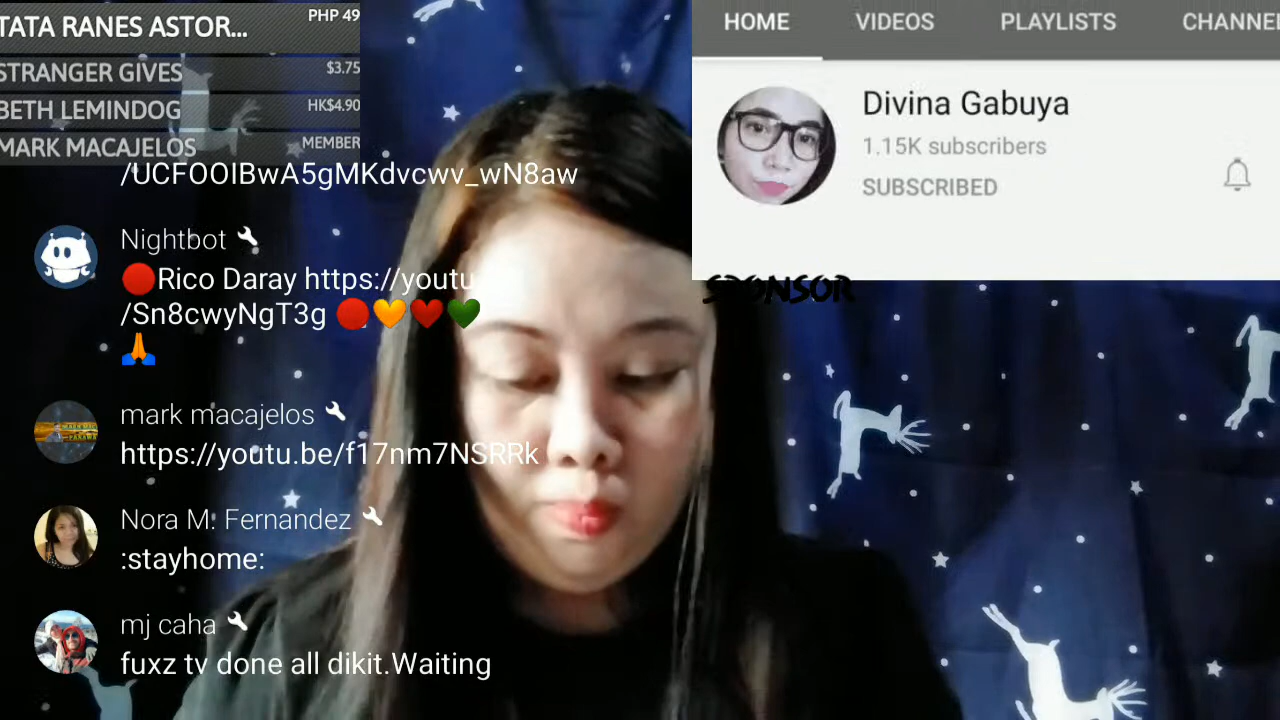 TATA RANES ASTOR...
PHP 49
STRANGER GIVES
$3.75
BETH LEMINDOG
HK$4.90
MARK MACAJELOS
MEMBER
/UCFOOIBwA5gMKdvcwv_wN8aw
Nightbot
🔴Rico Daray https://youtu
/Sn8cwyNgT3g 🔴🧡❤️💚
🙏
mark macajelos
https://youtu.be/f17nm7NSRRk
Nora M. Fernandez
:stayhome:
mj caha
fuxz tv done all dikit.Waiting
HOME VIDEOS PLAYLISTS CHANNE
Divina Gabuya
1.15K subscribers
SUBSCRIBED
SPONSOR